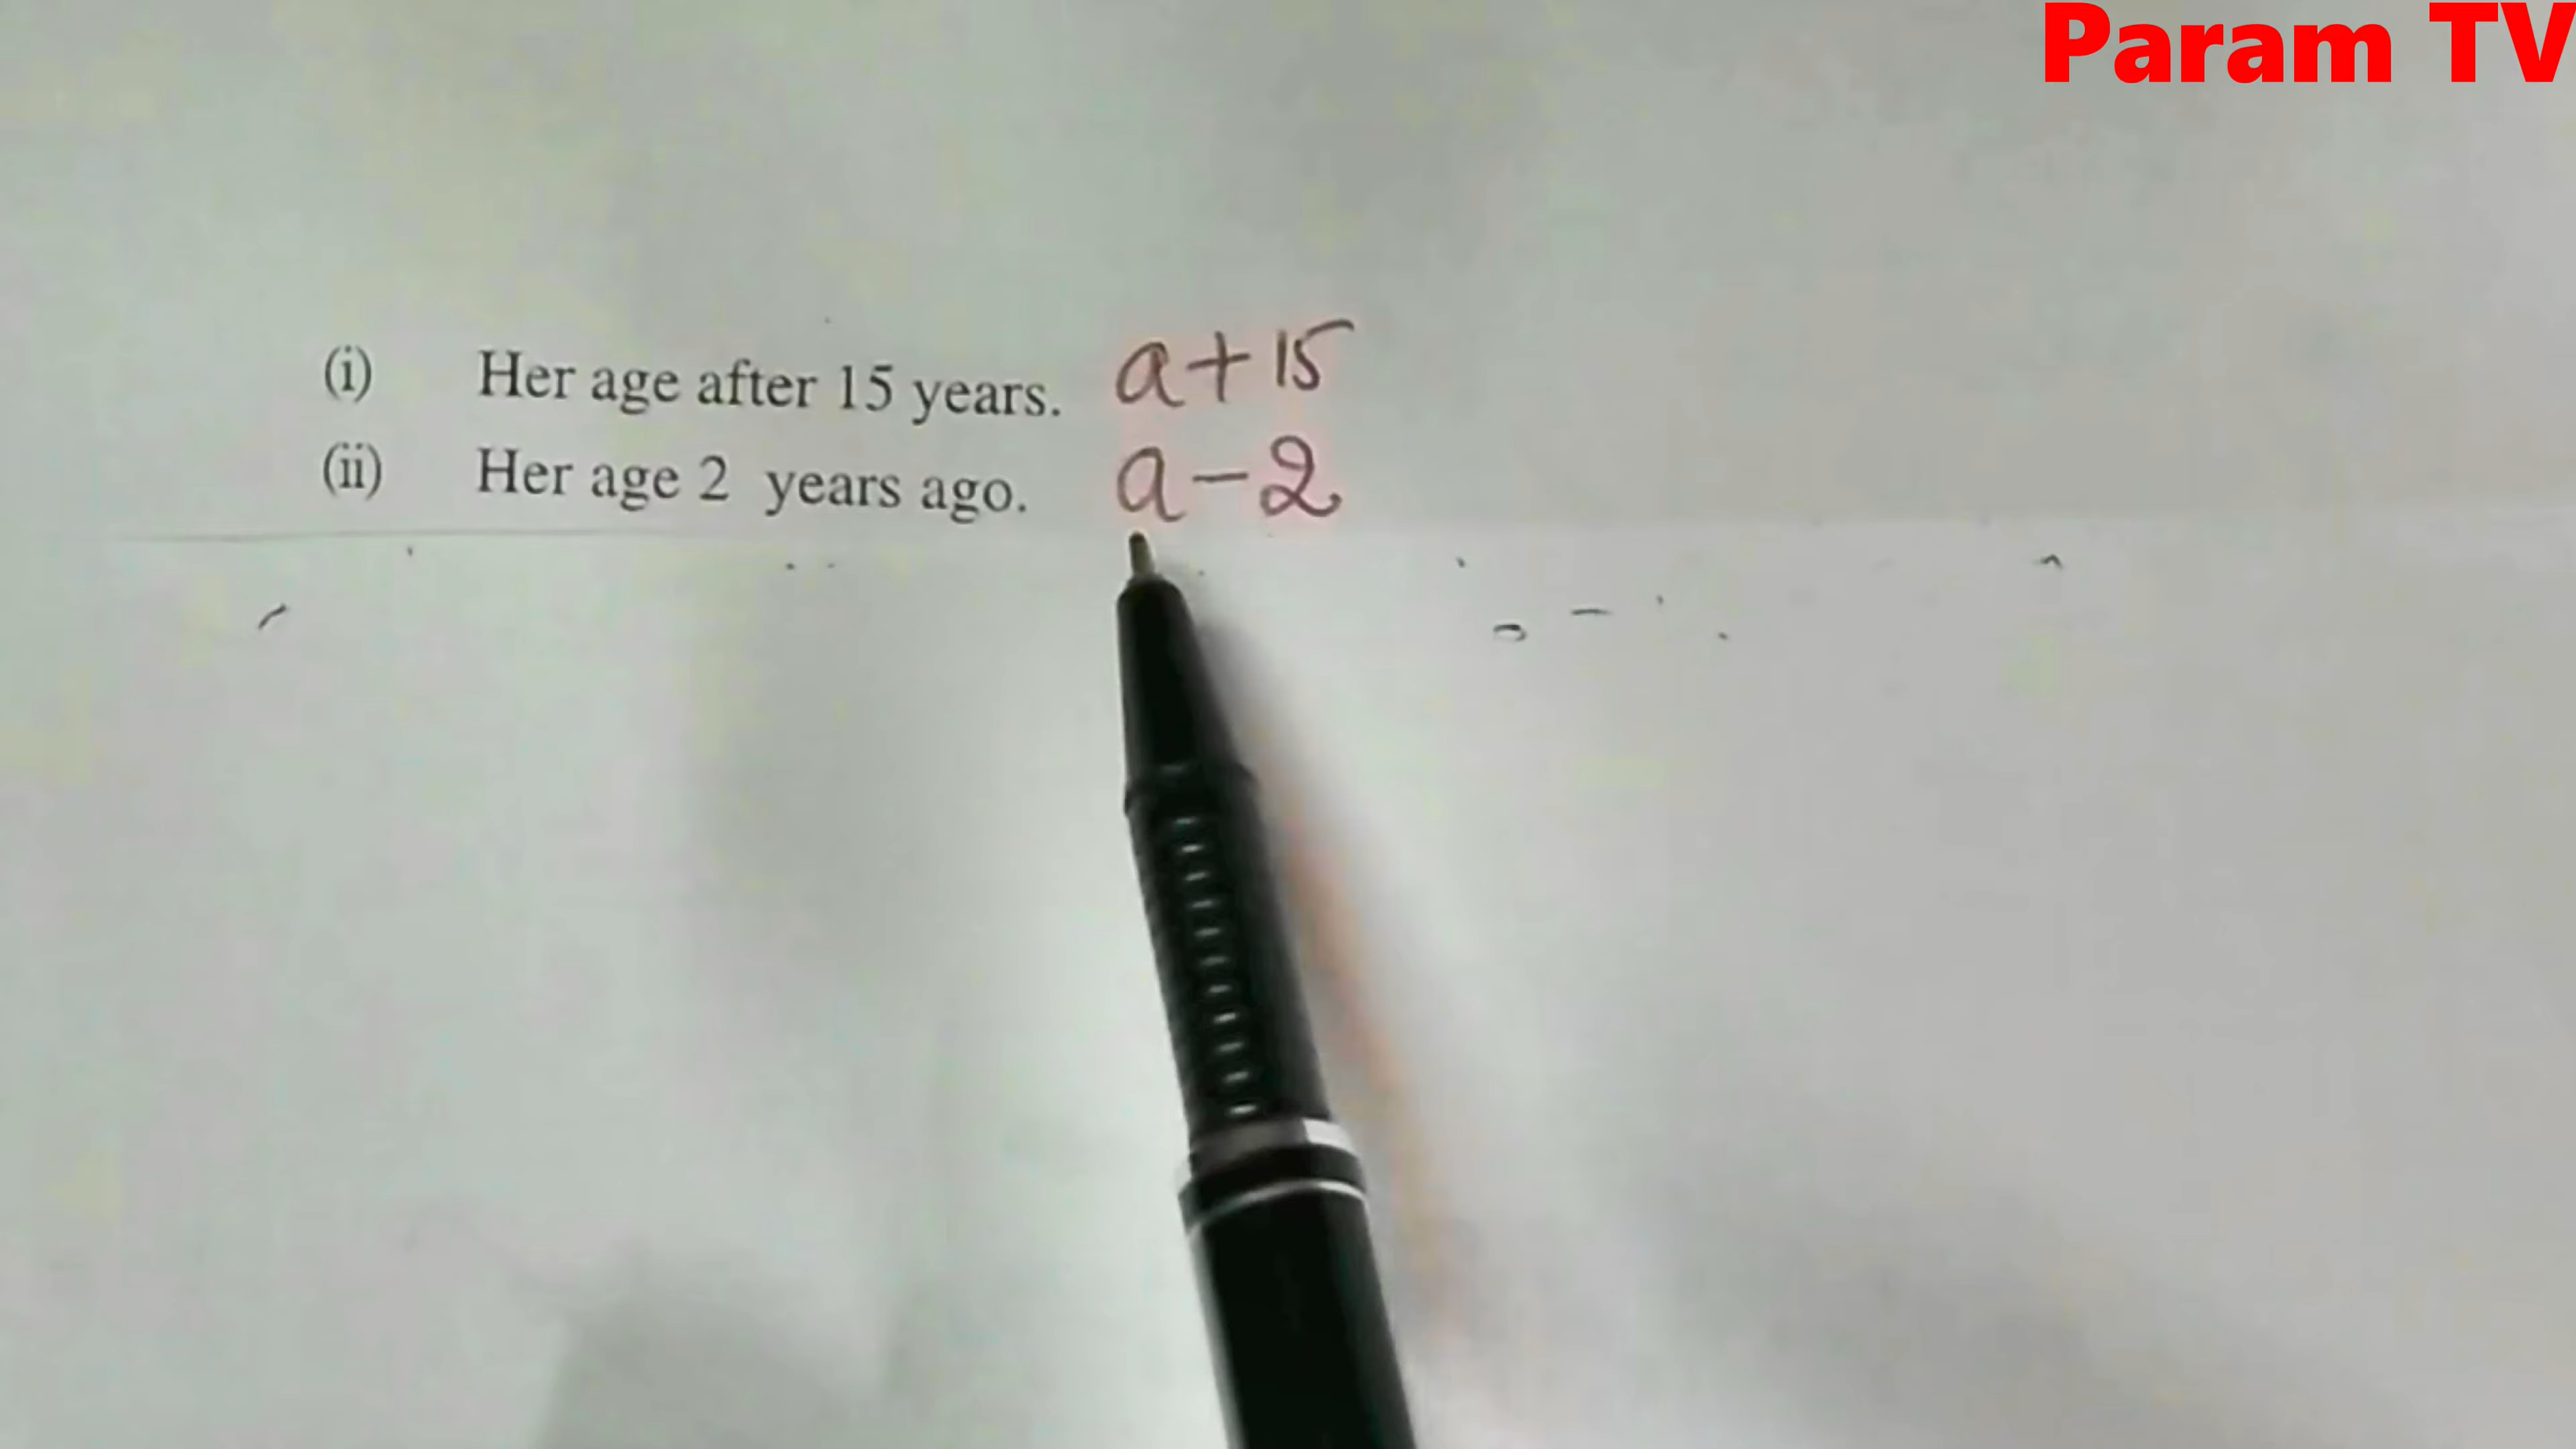 Param TV
(i) Her age after 15 years. a+15
(ii) Her age 2 years ago. a-2